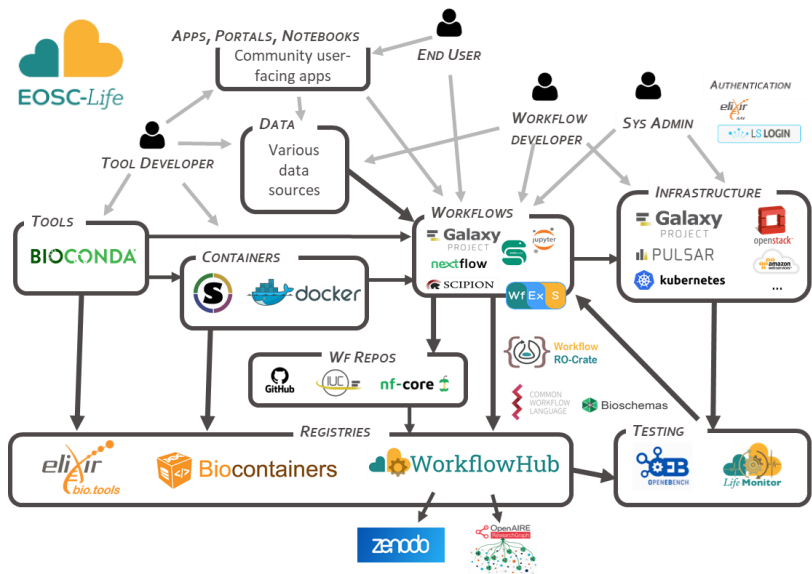 EOSC-Life
APPS, PORTALS, NOTEBOOKS
Community user-
facing apps
END USER
AUTHENTICATION
elixir
LS LOGIN
DATA
Various
data
sources
TOOL DEVELOPER
WORKFLOW
DEVELOPER
SYS ADMIN
TOOLS
BIOCONDA
CONTAINERS
S
docker
WORKFLOWS
Galaxy
PROJECT
jupyter
nextflow
SCIPION
Wf Ex S
INFRASTRUCTURE
Galaxy
PROJECT
openstack
PULSAR
amazon
webservices
kubernetes
...
WF REPOS
GitHub
IUC
nf-core
Workflow
RO-Crate
COMMON
WORKFLOW
LANGUAGE
Bioschemas
REGISTRIES
elixir
bio.tools
Biocontainers
WorkflowHub
TESTING
OEB
OPENEBENCH
Life Monitor
zenodo
OpenAIRE
ResearchGraph